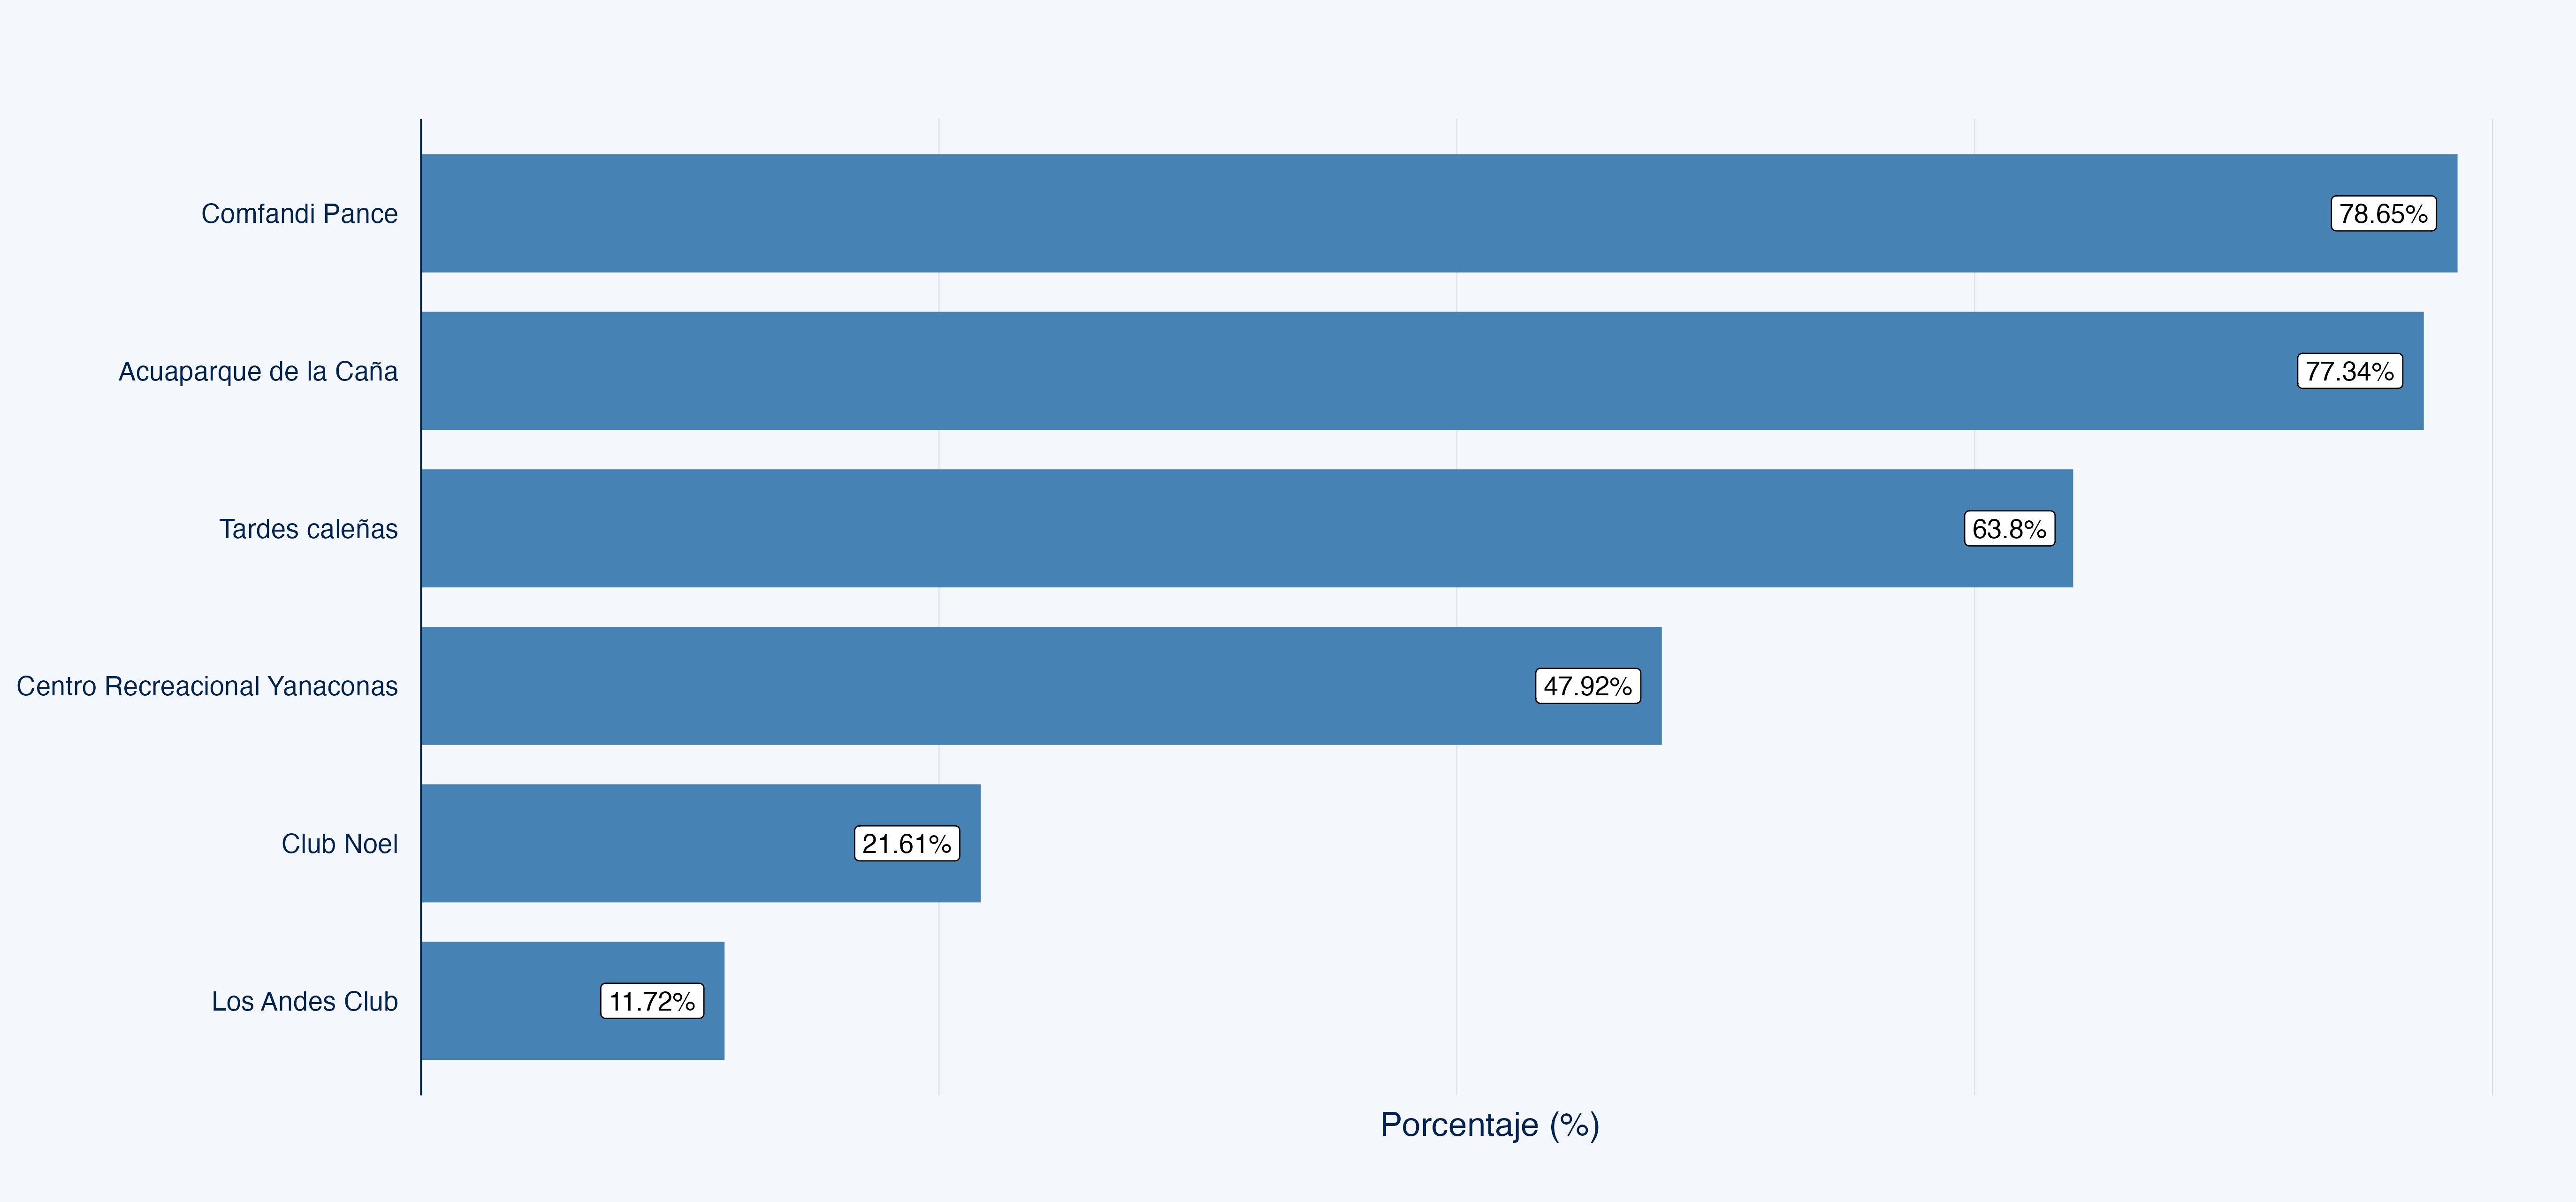 Comfandi Pance
78.65%
Acuaparque de la Caña
77.34%
Tardes caleñas
63.8%
Centro Recreacional Yanaconas
47.92%
Club Noel
21.61%
Los Andes Club
11.72%
Porcentaje (%)